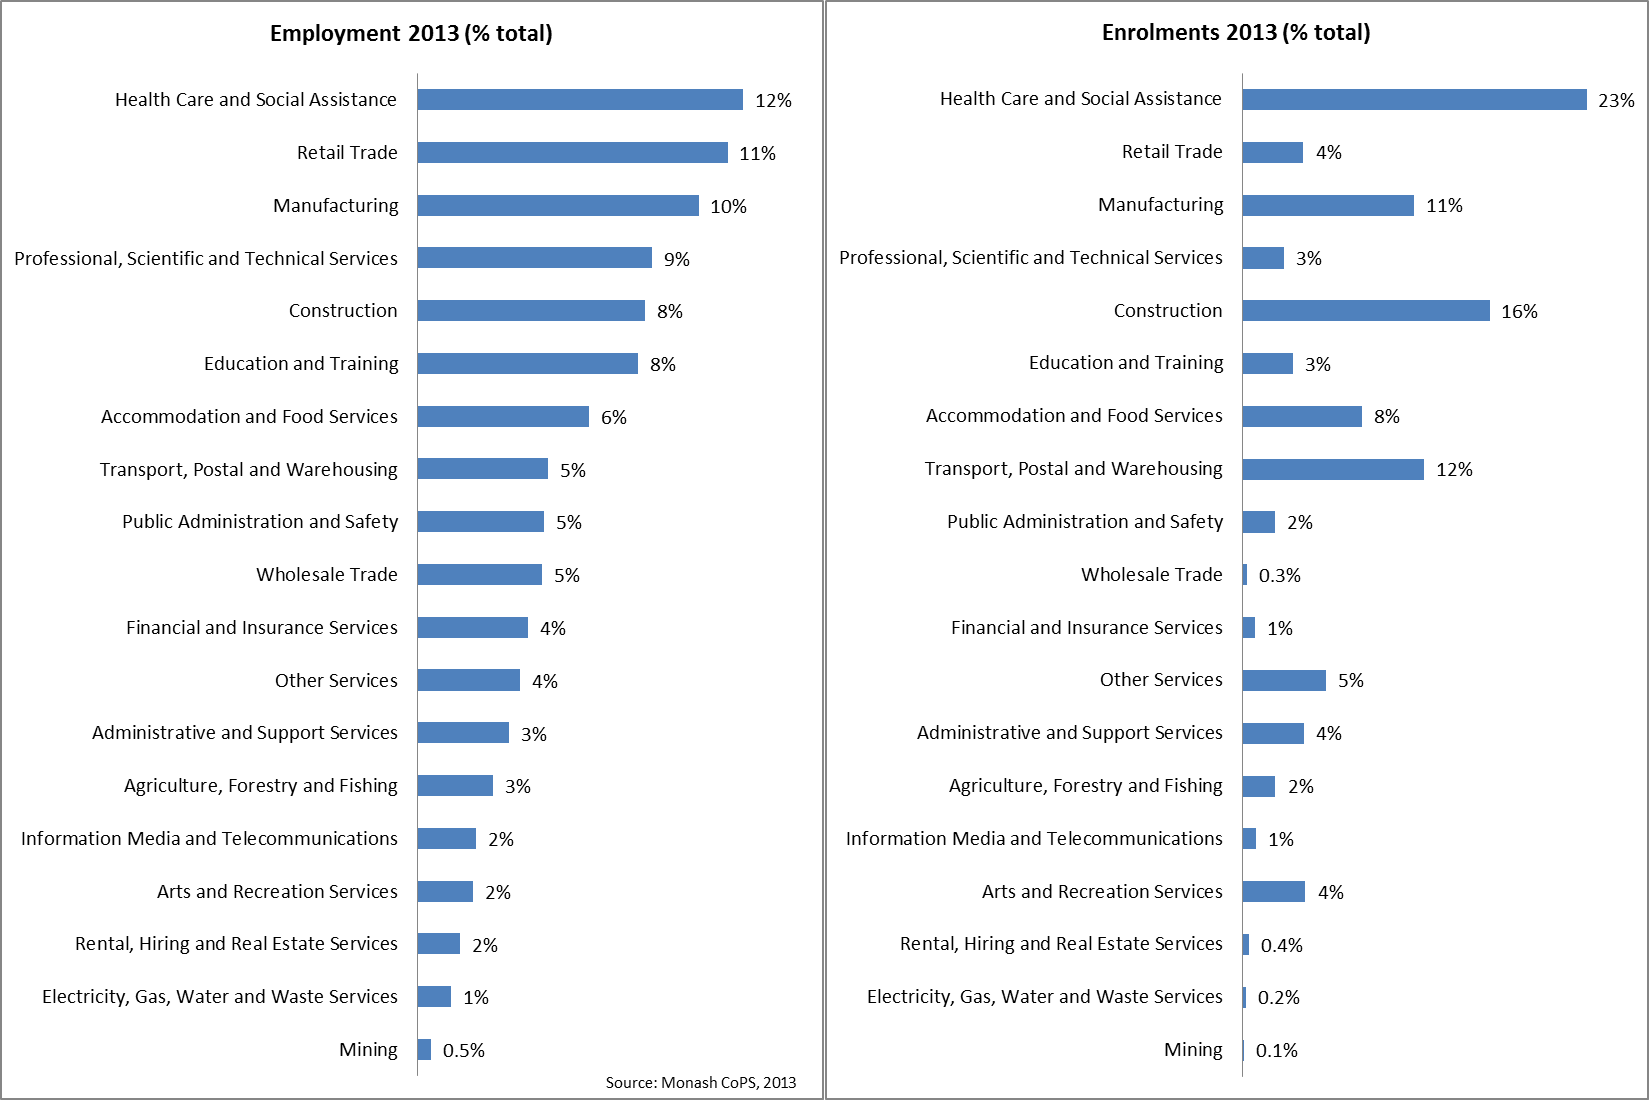 Employment 2013 (% total)
Health Care and Social Assistance 12%
Retail Trade 11%
Manufacturing 10%
Professional, Scientific and Technical Services 9%
Construction 8%
Education and Training 8%
Accommodation and Food Services 6%
Transport, Postal and Warehousing 5%
Public Administration and Safety 5%
Wholesale Trade 5%
Financial and Insurance Services 4%
Other Services 4%
Administrative and Support Services 3%
Agriculture, Forestry and Fishing 3%
Information Media and Telecommunications 2%
Arts and Recreation Services 2%
Rental, Hiring and Real Estate Services 2%
Electricity, Gas, Water and Waste Services 1%
Mining 0.5%
Source: Monash CoPS, 2013
Enrolments 2013 (% total)
Health Care and Social Assistance 23%
Retail Trade 4%
Manufacturing 11%
Professional, Scientific and Technical Services 3%
Construction 16%
Education and Training 3%
Accommodation and Food Services 8%
Transport, Postal and Warehousing 12%
Public Administration and Safety 2%
Wholesale Trade 0.3%
Financial and Insurance Services 1%
Other Services 5%
Administrative and Support Services 4%
Agriculture, Forestry and Fishing 2%
Information Media and Telecommunications 1%
Arts and Recreation Services 4%
Rental, Hiring and Real Estate Services 0.4%
Electricity, Gas, Water and Waste Services 0.2%
Mining 0.1%